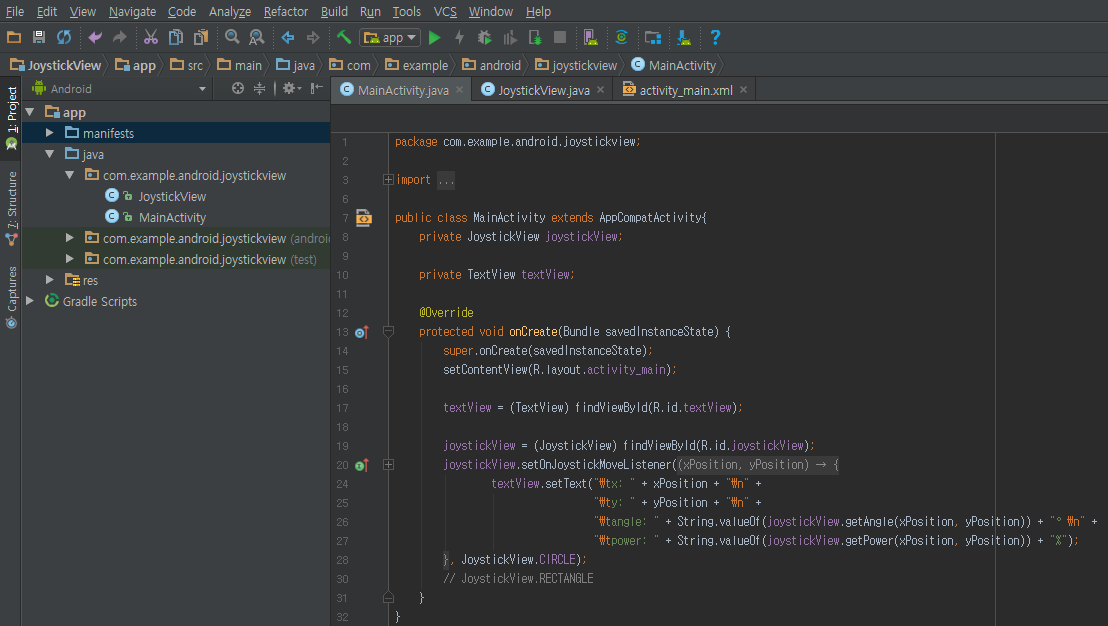 File Edit View Navigate Code Analyze Refactor Build Run Tools VCS Window Help
app
JoystickView app src main java com example android joystickview MainActivity
Android
MainActivity.java JoystickView.java activity_main.xml
1: Project
7: Structure
Captures
app
manifests
java
com.example.android.joystickview
JoystickView
MainActivity
com.example.android.joystickview (androi
com.example.android.joystickview (test)
res
Gradle Scripts
1 package com.example.android.joystickview;
2
3 import ...
6
7 public class MainActivity extends AppCompatActivity{
8 private JoystickView joystickView;
9
10 private TextView textView;
11
12 @Override
13 protected void onCreate(Bundle savedInstanceState) {
14 super.onCreate(savedInstanceState);
15 setContentView(R.layout.activity_main);
16
17 textView = (TextView) findViewById(R.id.textView);
18
19 joystickView = (JoystickView) findViewById(R.id.joystickView);
20 joystickView.setOnJoystickMoveListener((xPosition, yPosition) → {
24 textView.setText("₩tx: " + xPosition + "₩n" +
25 "₩ty: " + yPosition + "₩n" +
26 "₩tangle: " + String.valueOf(joystickView.getAngle(xPosition, yPosition)) + "° ₩n" +
27 "₩tpower: " + String.valueOf(joystickView.getPower(xPosition, yPosition)) + "%");
28 }, JoystickView.CIRCLE);
30 // JoystickView.RECTANGLE
31 }
32 }